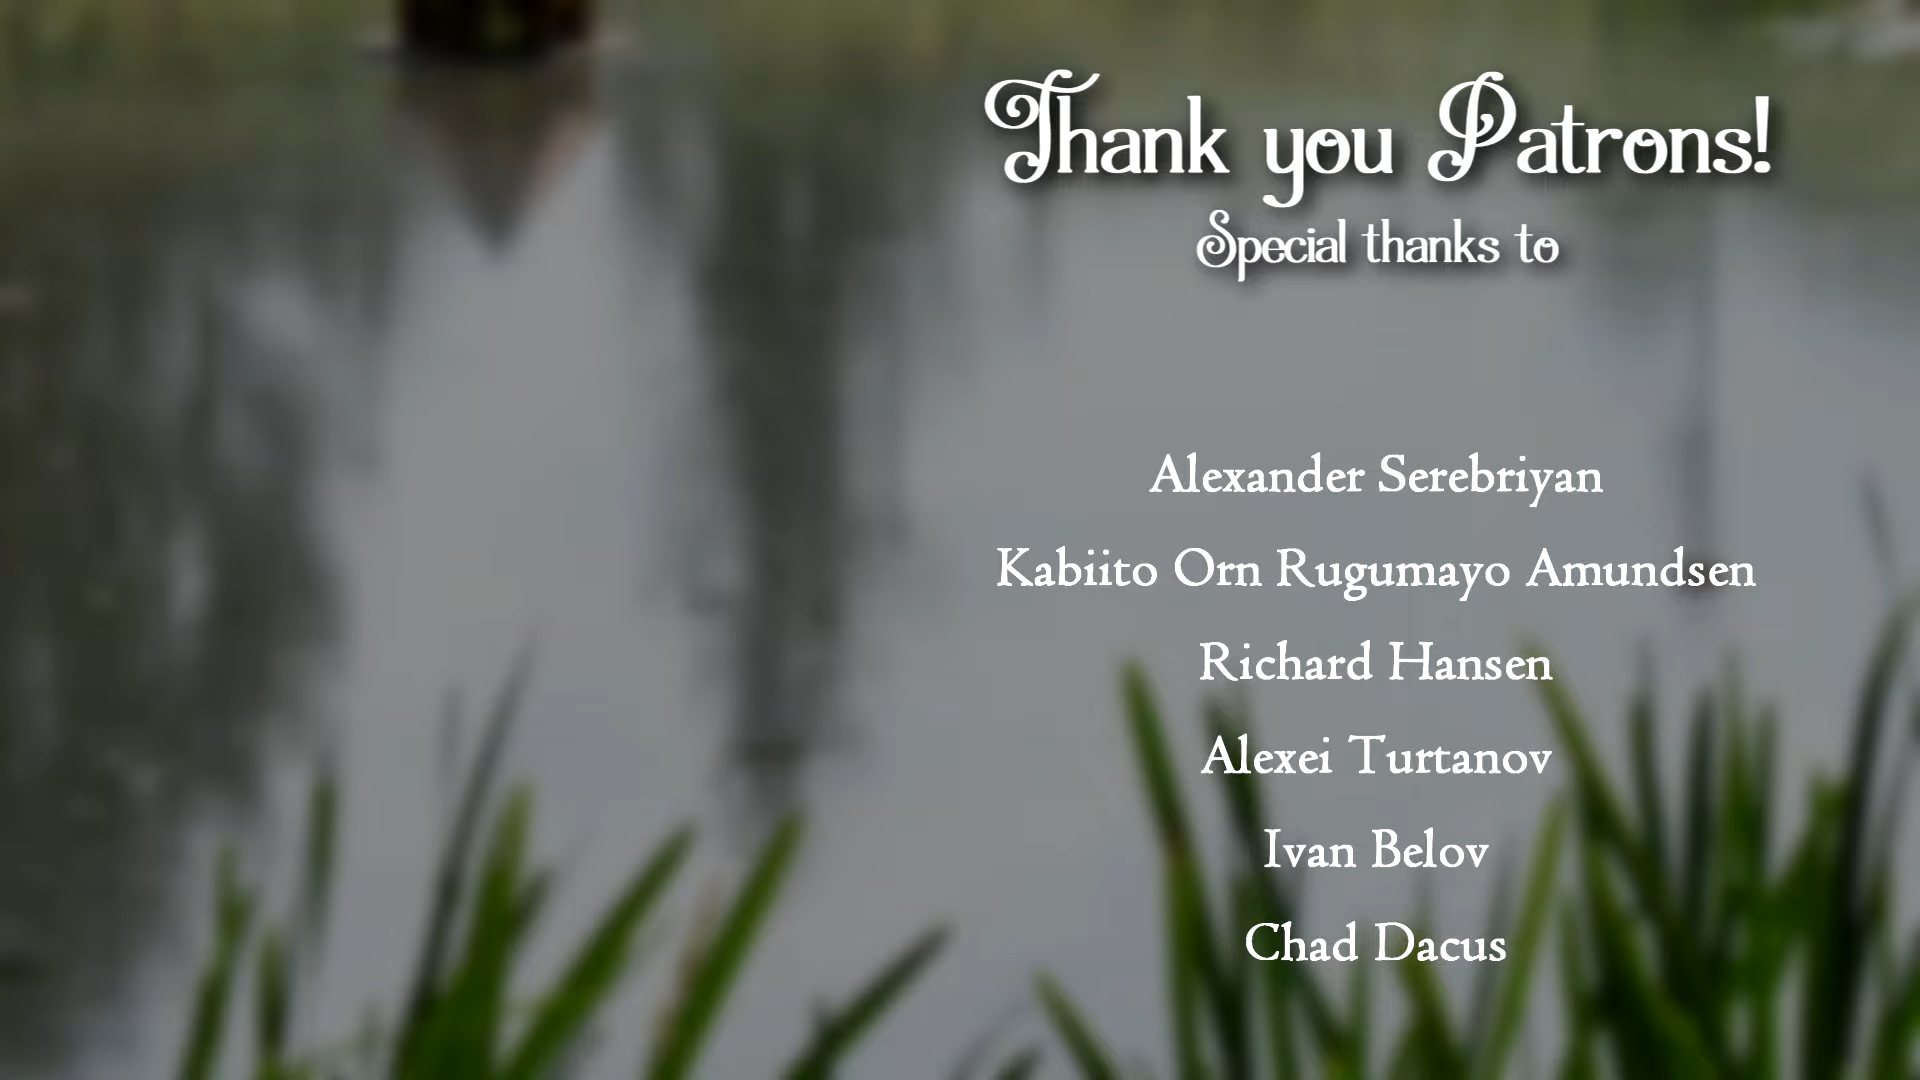 Thank you Patrons!
Special thanks to
Alexander Serebriyan
Kabiito Orn Rugumayo Amundsen
Richard Hansen
Alexei Turtanov
Ivan Belov
Chad Dacus